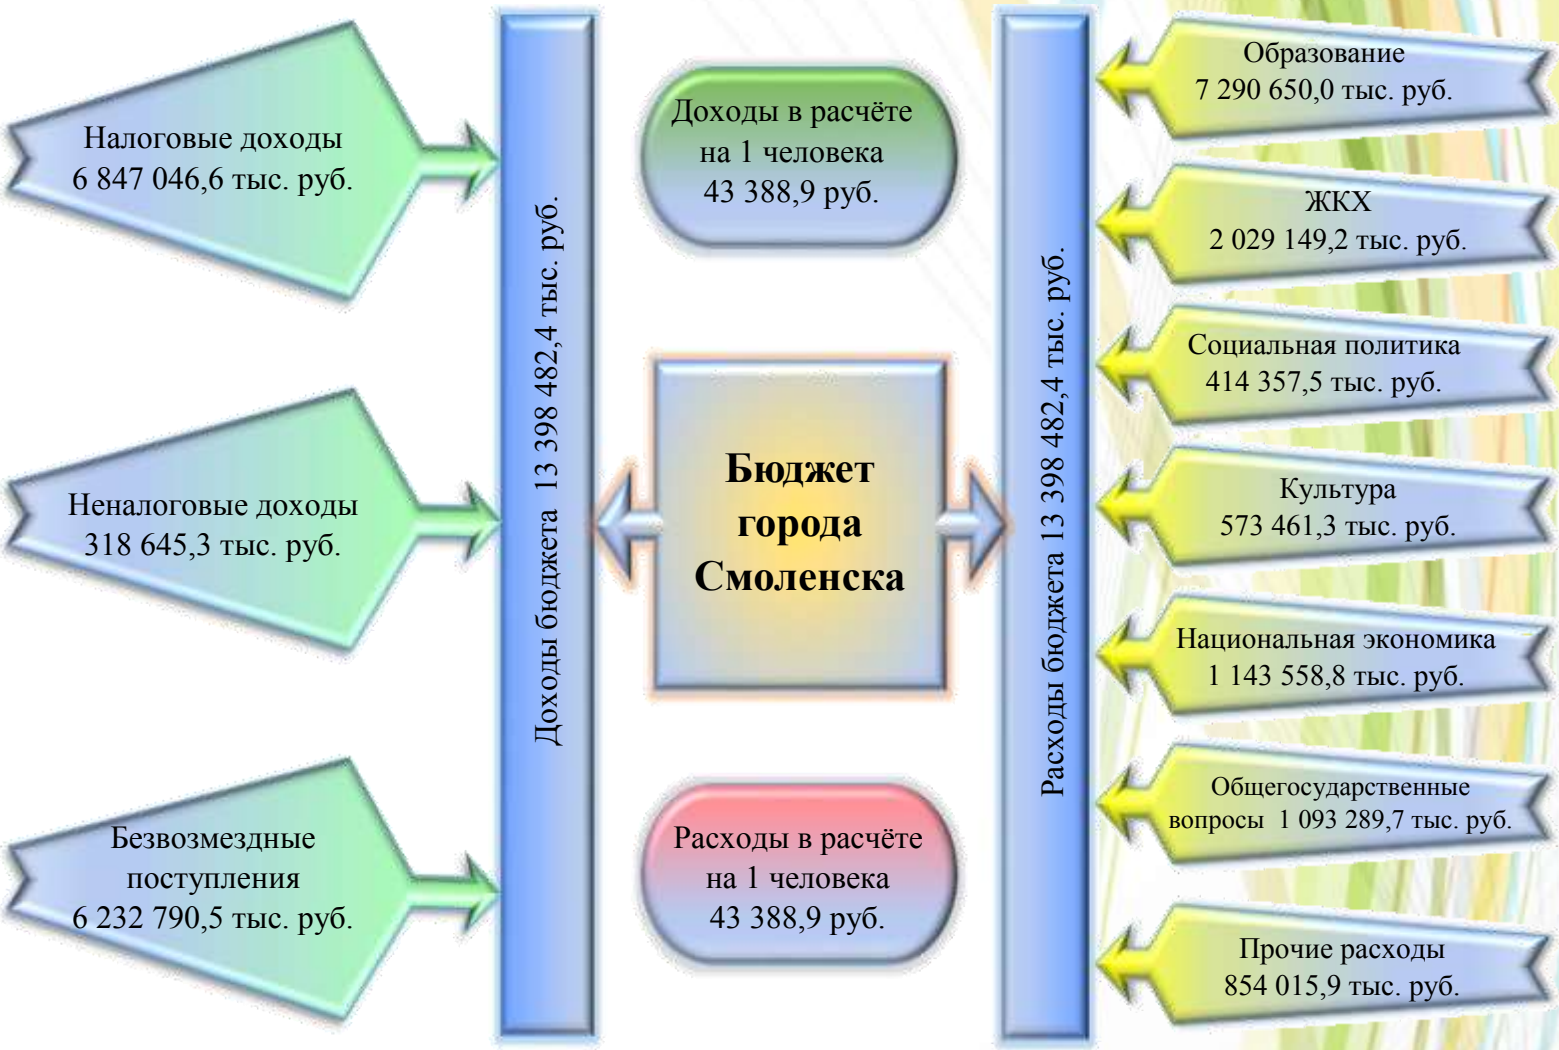 Налоговые доходы
6 847 046,6 тыс. руб.
Неналоговые доходы
318 645,3 тыс. руб.
Безвозмездные
поступления
6 232 790,5 тыс. руб.
Доходы бюджета 13 398 482,4 тыс. руб.
Доходы в расчёте
на 1 человека
43 388,9 руб.
Бюджет
города
Смоленска
Расходы в расчёте
на 1 человека
43 388,9 руб.
Расходы бюджета 13 398 482,4 тыс. руб.
Образование
7 290 650,0 тыс. руб.
ЖКХ
2 029 149,2 тыс. руб.
Социальная политика
414 357,5 тыс. руб.
Культура
573 461,3 тыс. руб.
Национальная экономика
1 143 558,8 тыс. руб.
Общегосударственные
вопросы 1 093 289,7 тыс. руб.
Прочие расходы
854 015,9 тыс. руб.